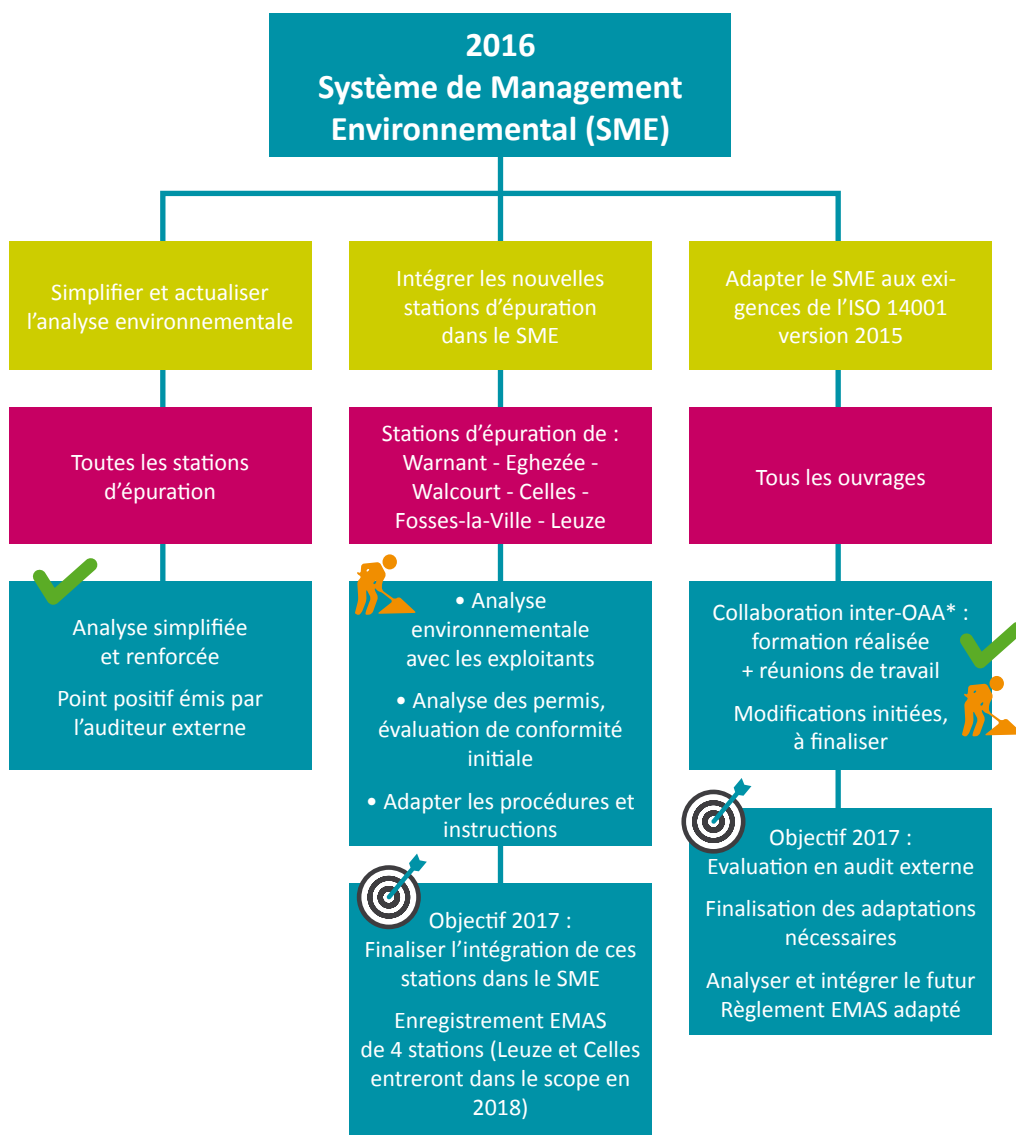 2016
Système de Management
Environnemental (SME)
Simplifier et actualiser
l'analyse environnementale
Toutes les stations
d'épuration
Analyse simplifiée
et renforcée
Point positif émis par
l'auditeur externe
Intégrer les nouvelles
stations d'épuration
dans le SME
Stations d'épuration de :
Warnant - Eghezée -
Walcourt - Celles -
Fosses-la-Ville - Leuze
• Analyse
environnementale
avec les exploitants
• Analyse des permis,
évaluation de conformité
initiale
• Adapter les procédures et
instructions
Objectif 2017 :
Finaliser l'intégration de ces
stations dans le SME
Enregistrement EMAS
de 4 stations (Leuze et Celles
entreront dans le scope en
2018)
Adapter le SME aux exi-
gences de l'ISO 14001
version 2015
Tous les ouvrages
Collaboration inter-OAA* :
formation réalisée
+ réunions de travail
Modifications initiées,
à finaliser
Objectif 2017 :
Evaluation en audit externe
Finalisation des adaptations
nécessaires
Analyser et intégrer le futur
Règlement EMAS adapté